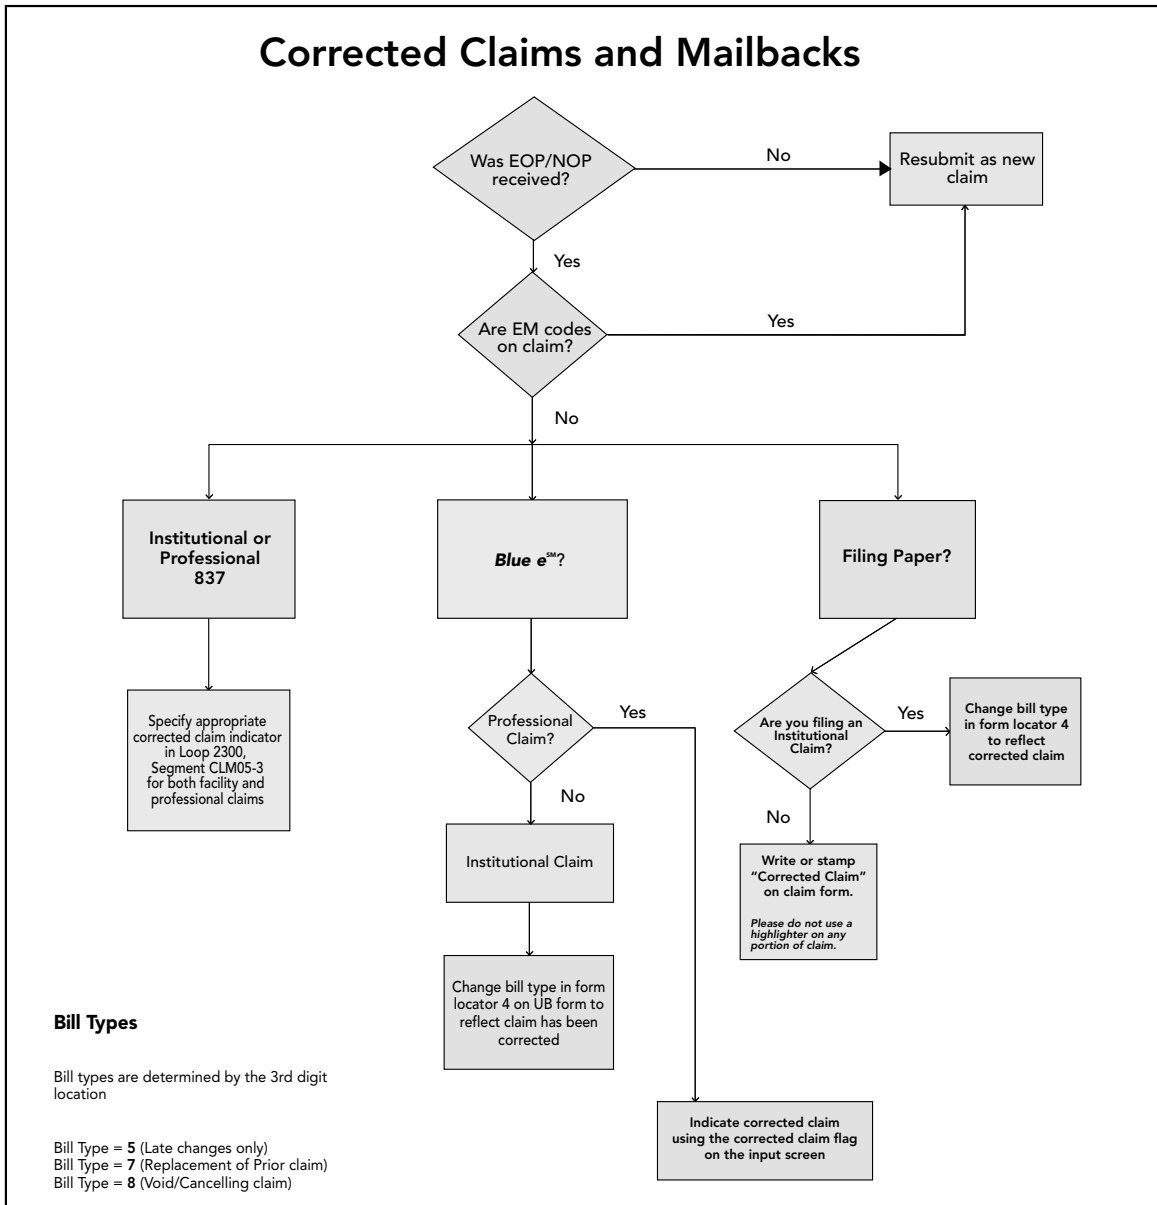 Corrected Claims and Mailbacks
Was EOP/NOP
received?
No
Resubmit as new
claim
Yes
Are EM codes
on claim?
Yes
No
Institutional or
Professional
837
Blue e℠?
Filing Paper?
Specify appropriate
corrected claim indicator
in Loop 2300,
Segment CLM05-3
for both facility and
professional claims
Professional
Claim?
Yes
No
Institutional Claim
Change bill type in form
locator 4 on UB form to
reflect claim has been
corrected
Indicate corrected claim
using the corrected claim flag
on the input screen
Are you filing an
Institutional
Claim?
Yes
Change bill type
in form locator 4
to reflect
corrected claim
No
Write or stamp
“Corrected Claim”
on claim form.
Please do not use a
highlighter on any
portion of claim.
Bill Types
Bill types are determined by the 3rd digit
location
Bill Type = 5 (Late changes only)
Bill Type = 7 (Replacement of Prior claim)
Bill Type = 8 (Void/Cancelling claim)